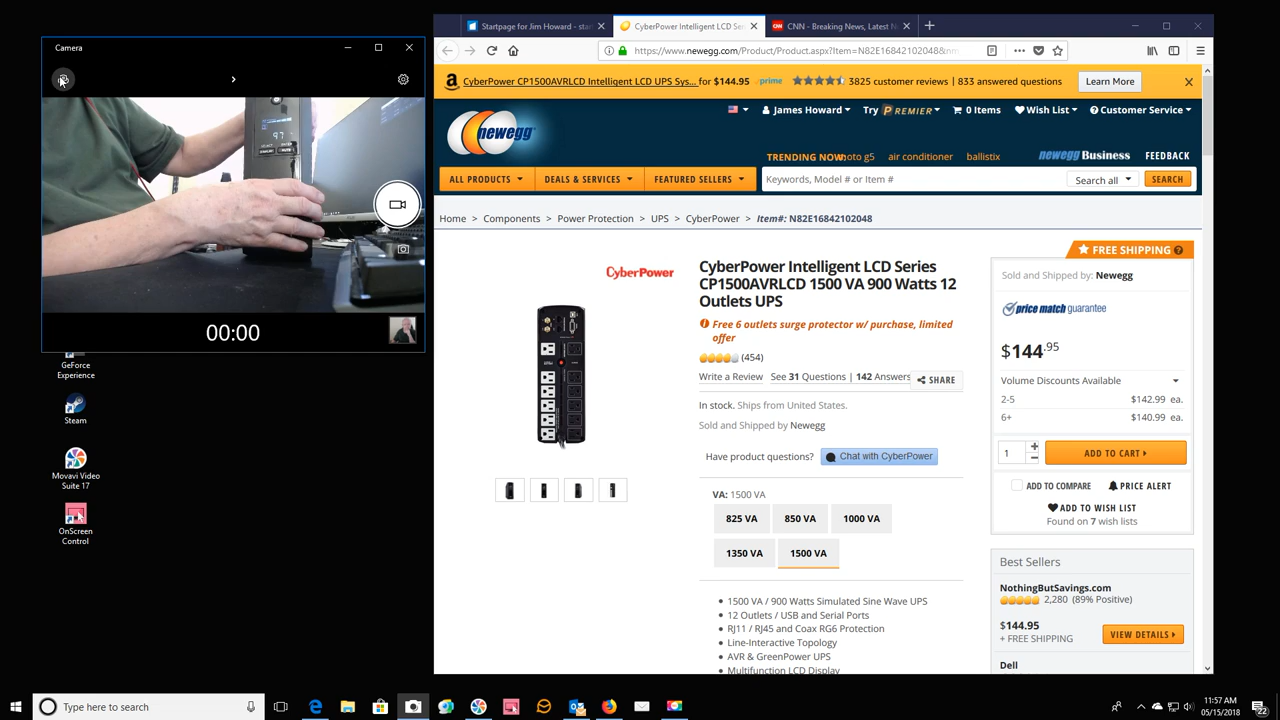 Camera
97
00:00
GeForce
Experience
Steam
Movavi Video
Suite 17
OnScreen
Control
Startpage for Jim Howard - star
CyberPower Intelligent LCD Seri
CNN - Breaking News, Latest N
https://www.newegg.com/Product/Product.aspx?Item=N82E16842102048&
CyberPower CP1500AVRLCD Intelligent LCD UPS Sys... for $144.95 prime 3825 customer reviews | 833 answered questions Learn More
James Howard Try PREMIER 0 Items Wish List Customer Service
newegg
TRENDING NOW: moto g5 air conditioner ballistix newegg Business FEEDBACK
ALL PRODUCTS DEALS & SERVICES FEATURED SELLERS Keywords, Model # or Item # Search all SEARCH
Home > Components > Power Protection > UPS > CyberPower > Item#: N82E16842102048
CyberPower
CyberPower Intelligent LCD Series
CP1500AVRLCD 1500 VA 900 Watts 12
Outlets UPS
Free 6 outlets surge protector w/ purchase, limited
offer
(454)
Write a Review See 31 Questions | 142 Answers SHARE
In stock. Ships from United States.
Sold and Shipped by Newegg
Have product questions? Chat with CyberPower
VA: 1500 VA
825 VA 850 VA 1000 VA
1350 VA 1500 VA
• 1500 VA / 900 Watts Simulated Sine Wave UPS
• 12 Outlets / USB and Serial Ports
• RJ11 / RJ45 and Coax RG6 Protection
• Line-Interactive Topology
• AVR & GreenPower UPS
• Multifunction LCD Display
FREE SHIPPING
Sold and Shipped by: Newegg
price match guarantee
$144.95
Volume Discounts Available
2-5 $142.99 ea.
6+ $140.99 ea.
1 ADD TO CART
ADD TO COMPARE PRICE ALERT
ADD TO WISH LIST
Found on 7 wish lists
Best Sellers
NothingButSavings.com
2,280 (89% Positive)
$144.95
+ FREE SHIPPING VIEW DETAILS
Dell
Type here to search
11:57 AM
05/15/2018
22